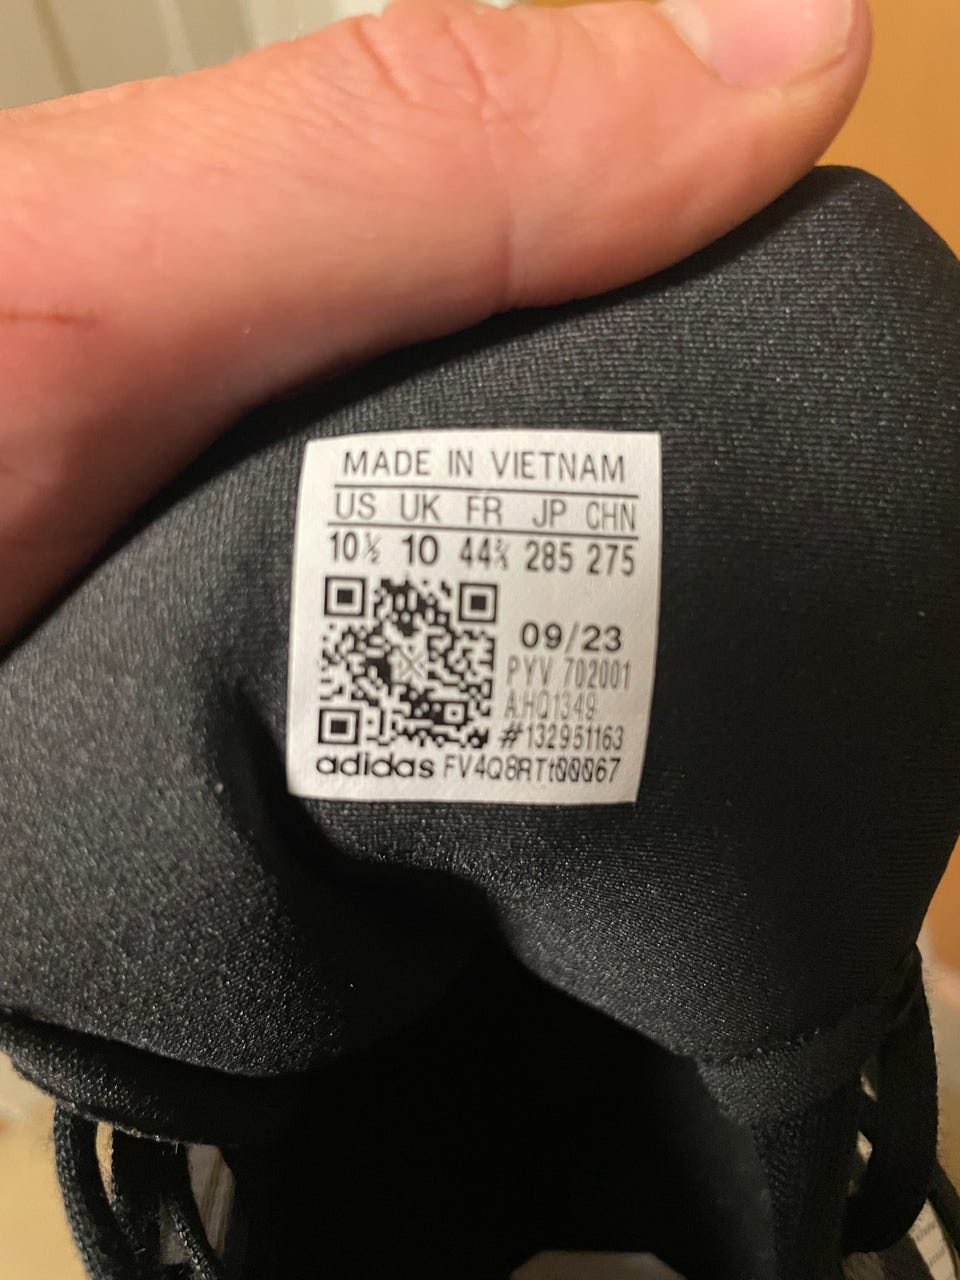 MADE IN VIETNAM
US UK FR JP CHN
10½ 10 44⅔ 285 275
09/23
PYV 702001
A.HQ1349
#132951163
adidas FV4Q8RTt00067